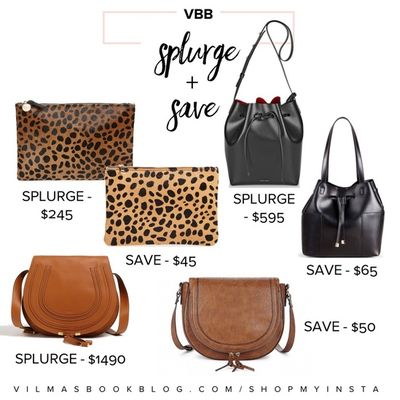 VBB
splurge
+
save
SPLURGE -
$245
SPLURGE
- $595
SAVE - $45
SAVE - $65
SAVE - $50
SPLURGE - $1490
VILMASBOOKBLOG.COM/SHOPMYINSTA